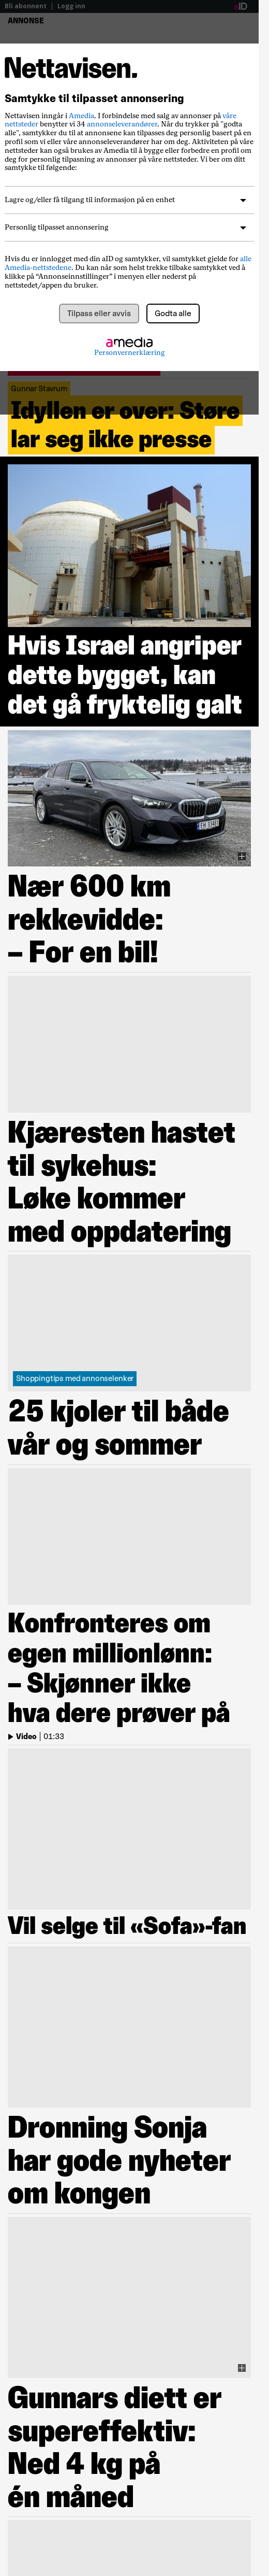 Bli abonnent | Logg inn
aID
ANNONSE
Nettavisen.
Samtykke til tilpasset annonsering
Nettavisen inngår i Amedia. I forbindelse med salg av annonser på våre
nettsteder benytter vi 34 annonseleverandører. Når du trykker på "godta
alle", samtykker du til at annonsene tilpasses deg personlig basert på en
profil som vi eller våre annonseleverandører har om deg. Aktiviteten på våre
nettsteder kan også brukes av Amedia til å bygge eller forbedre en profil om
deg for personlig tilpasning av annonser på våre nettsteder. Vi ber om ditt
samtykke til følgende:
Lagre og/eller få tilgang til informasjon på en enhet
Personlig tilpasset annonsering
Hvis du er innlogget med din aID og samtykker, vil samtykket gjelde for alle
Amedia-nettstedene. Du kan når som helst trekke tilbake samtykket ved å
klikke på "Annonseinnstillinger" i menyen eller nederst på
nettstedet/appen du bruker.
Tilpass eller avvis
Godta alle
amedia
Personvernerklæring
Gunnar Stavrum
Idyllen er over: Støre
lar seg ikke presse
Hvis Israel angriper
dette bygget, kan
det gå fryktelig galt
Nær 600 km
rekkevidde:
– For en bil!
Kjæresten hastet
til sykehus:
Løke kommer
med oppdatering
Shoppingtips med annonselenker
25 kjoler til både
vår og sommer
Konfronteres om
egen millionlønn:
– Skjønner ikke
hva dere prøver på
Video | 01:33
Vil selge til «Sofa»-fan
Dronning Sonja
har gode nyheter
om kongen
Gunnars diett er
supereffektiv:
Ned 4 kg på
én måned